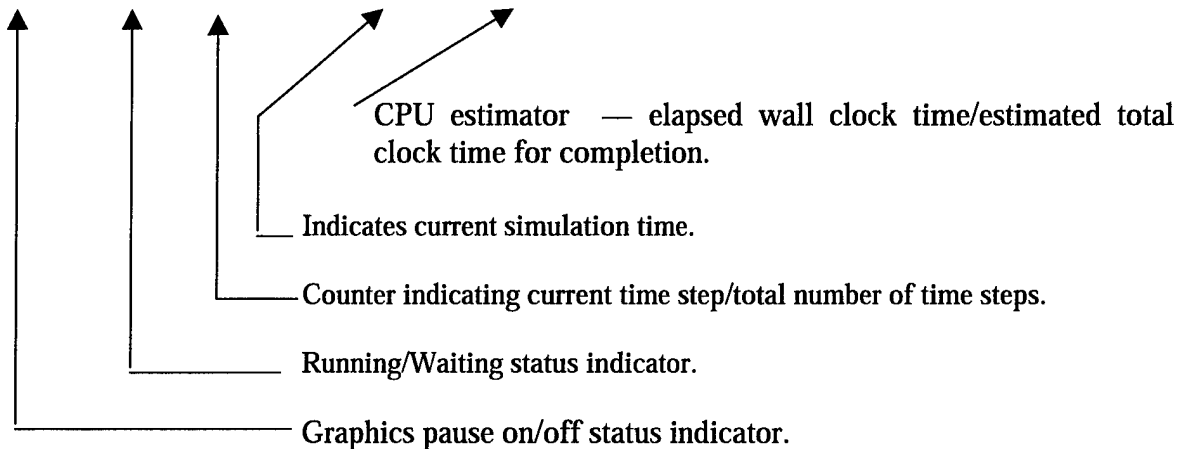 CPU estimator — elapsed wall clock time/estimated total
clock time for completion.
Indicates current simulation time.
Counter indicating current time step/total number of time steps.
Running/Waiting status indicator.
Graphics pause on/off status indicator.